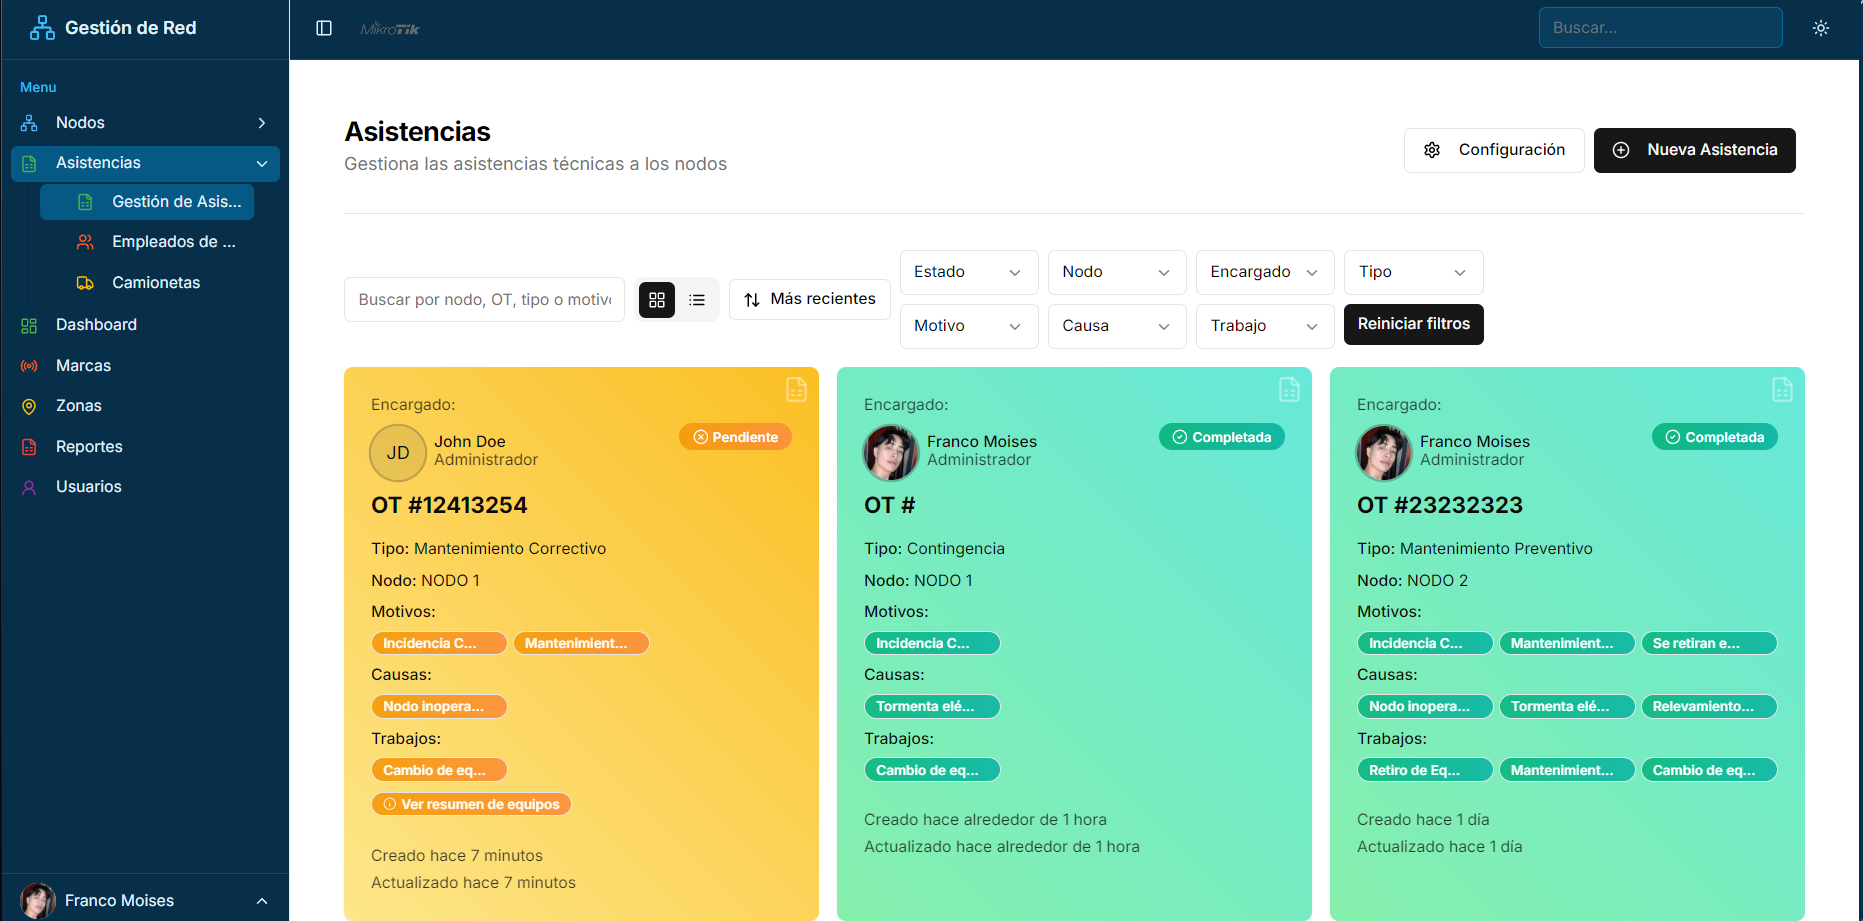 Gestión de Red
MikroTik
Buscar...
Menu
Nodos
Asistencias
Gestión de Asis...
Empleados de ...
Camionetas
Dashboard
Marcas
Zonas
Reportes
Usuarios
Franco Moises
Asistencias
Gestiona las asistencias técnicas a los nodos
Configuración
Nueva Asistencia
Buscar por nodo, OT, tipo o motiv
Más recientes
Estado
Nodo
Encargado
Tipo
Motivo
Causa
Trabajo
Reiniciar filtros
Encargado:
JD
John Doe
Administrador
Pendiente
OT #12413254
Tipo: Mantenimiento Correctivo
Nodo: NODO 1
Motivos:
Incidencia C... Mantenimient...
Causas:
Nodo inopera...
Trabajos:
Cambio de eq...
Ver resumen de equipos
Creado hace 7 minutos
Actualizado hace 7 minutos
Encargado:
Franco Moises
Administrador
Completada
OT #
Tipo: Contingencia
Nodo: NODO 1
Motivos:
Incidencia C...
Causas:
Tormenta elé...
Trabajos:
Cambio de eq...
Creado hace alrededor de 1 hora
Actualizado hace alrededor de 1 hora
Encargado:
Franco Moises
Administrador
Completada
OT #23232323
Tipo: Mantenimiento Preventivo
Nodo: NODO 2
Motivos:
Incidencia C... Mantenimient... Se retiran e...
Causas:
Nodo inopera... Tormenta elé... Relevamiento...
Trabajos:
Retiro de Eq... Mantenimient... Cambio de eq...
Creado hace 1 día
Actualizado hace 1 día